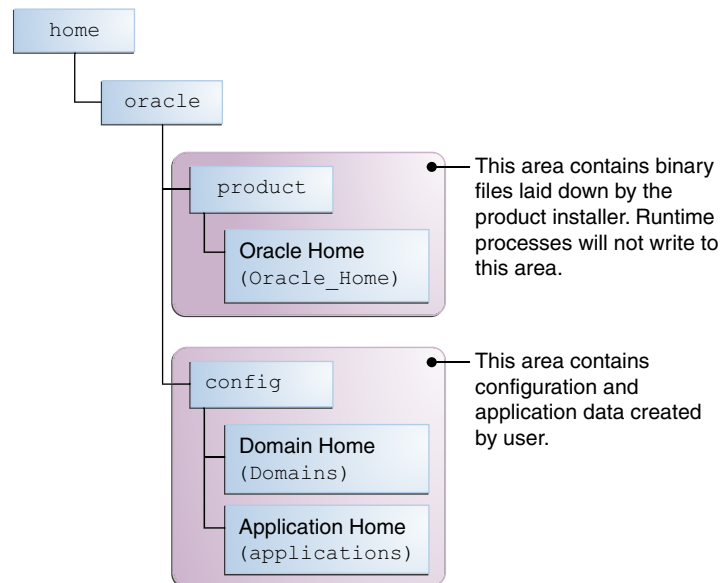 home
oracle
product
Oracle Home
(Oracle_Home)
This area contains binary
files laid down by the
product installer. Runtime
processes will not write to
this area.
config
Domain Home
(Domains)
Application Home
(applications)
This area contains
configuration and
application data created
by user.